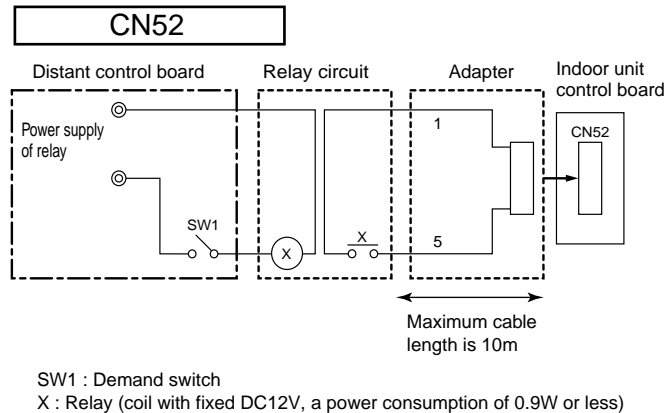 CN52
Distant control board
Relay circuit
Adapter
Indoor unit
control board
Power supply
of relay
1
CN52
SW1
X
X
5
Maximum cable
length is 10m
SW1 : Demand switch
X : Relay (coil with fixed DC12V, a power consumption of 0.9W or less)